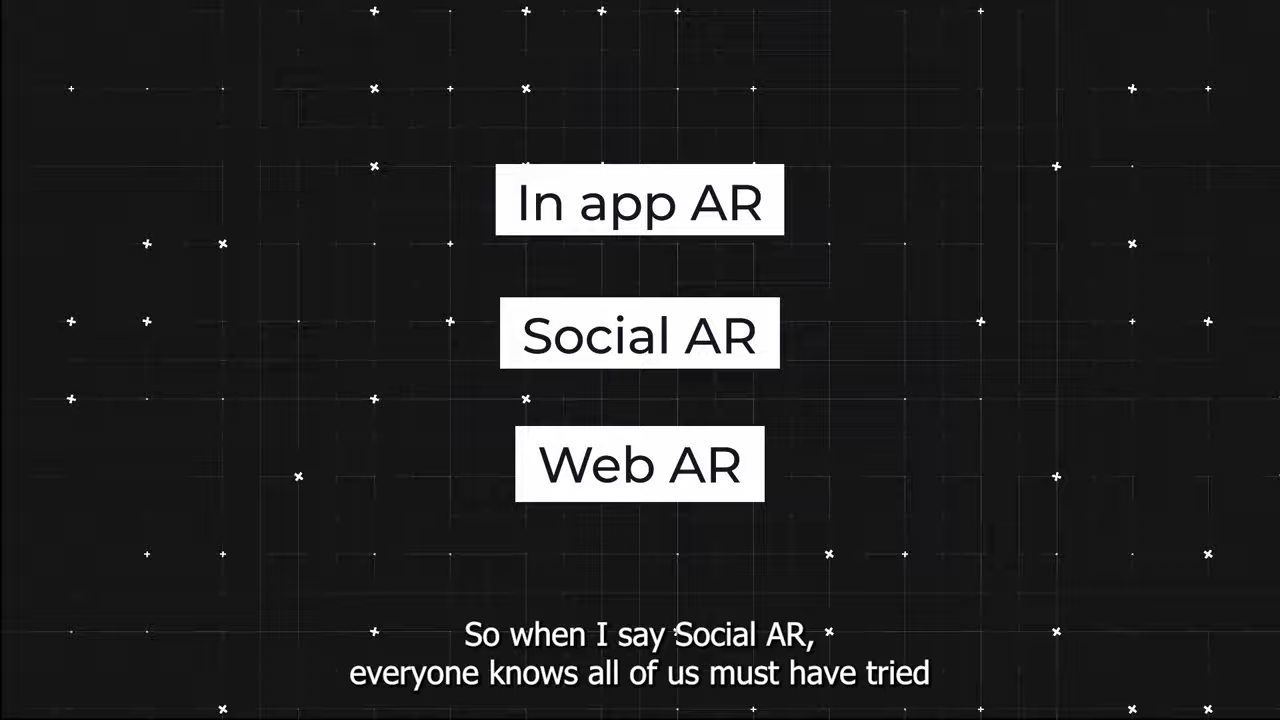 In app AR
Social AR
Web AR
So when I say Social AR,
everyone knows all of us must have tried